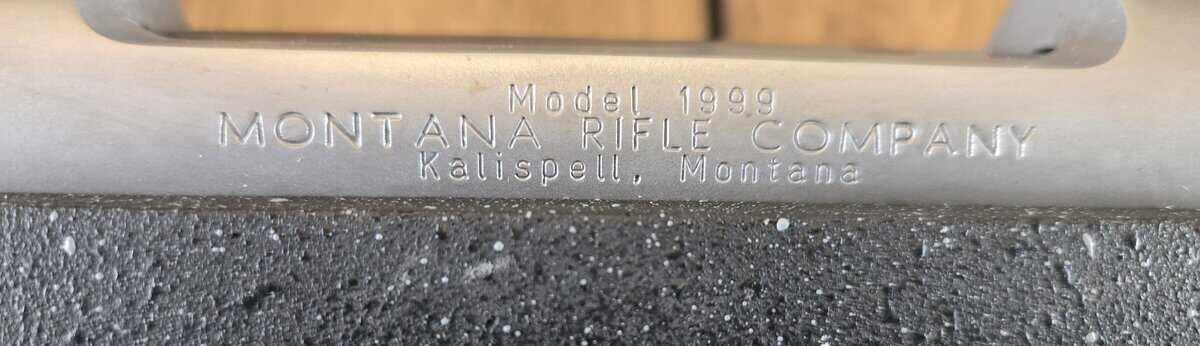 Model 1999
MONTANA RIFLE COMPANY
Kalispell, Montana